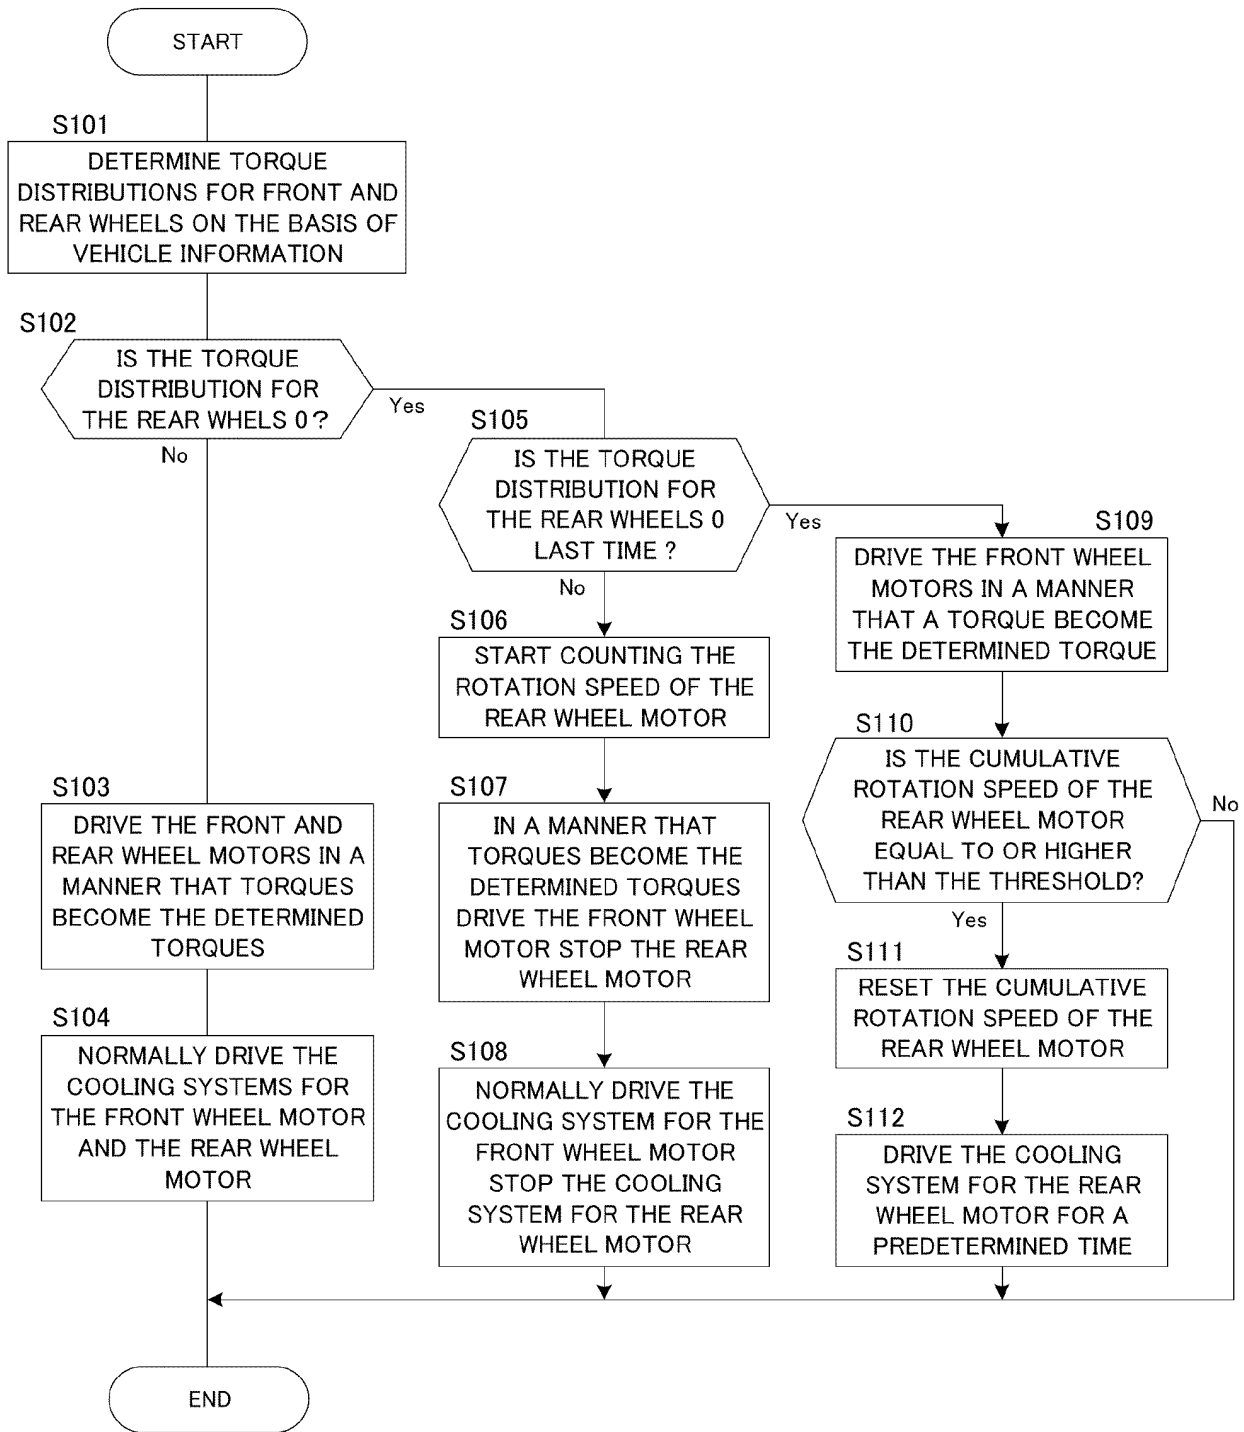 START
S101
DETERMINE TORQUE
DISTRIBUTIONS FOR FRONT AND
REAR WHEELS ON THE BASIS OF
VEHICLE INFORMATION
S102
IS THE TORQUE
DISTRIBUTION FOR
THE REAR WHELS 0?
Yes
No
S103
DRIVE THE FRONT AND
REAR WHEEL MOTORS IN A
MANNER THAT TORQUES
BECOME THE DETERMINED
TORQUES
S104
NORMALLY DRIVE THE
COOLING SYSTEMS FOR
THE FRONT WHEEL MOTOR
AND THE REAR WHEEL
MOTOR
S105
IS THE TORQUE
DISTRIBUTION FOR
THE REAR WHEELS 0
LAST TIME ?
Yes
No
S106
START COUNTING THE
ROTATION SPEED OF THE
REAR WHEEL MOTOR
S107
IN A MANNER THAT
TORQUES BECOME THE
DETERMINED TORQUES
DRIVE THE FRONT WHEEL
MOTOR STOP THE REAR
WHEEL MOTOR
S108
NORMALLY DRIVE THE
COOLING SYSTEM FOR THE
FRONT WHEEL MOTOR
STOP THE COOLING
SYSTEM FOR THE REAR
WHEEL MOTOR
S109
DRIVE THE FRONT WHEEL
MOTORS IN A MANNER
THAT A TORQUE BECOME
THE DETERMINED TORQUE
S110
IS THE CUMULATIVE
ROTATION SPEED OF THE
REAR WHEEL MOTOR
EQUAL TO OR HIGHER
THAN THE THRESHOLD?
No
Yes
S111
RESET THE CUMULATIVE
ROTATION SPEED OF THE
REAR WHEEL MOTOR
S112
DRIVE THE COOLING
SYSTEM FOR THE REAR
WHEEL MOTOR FOR A
PREDETERMINED TIME
END